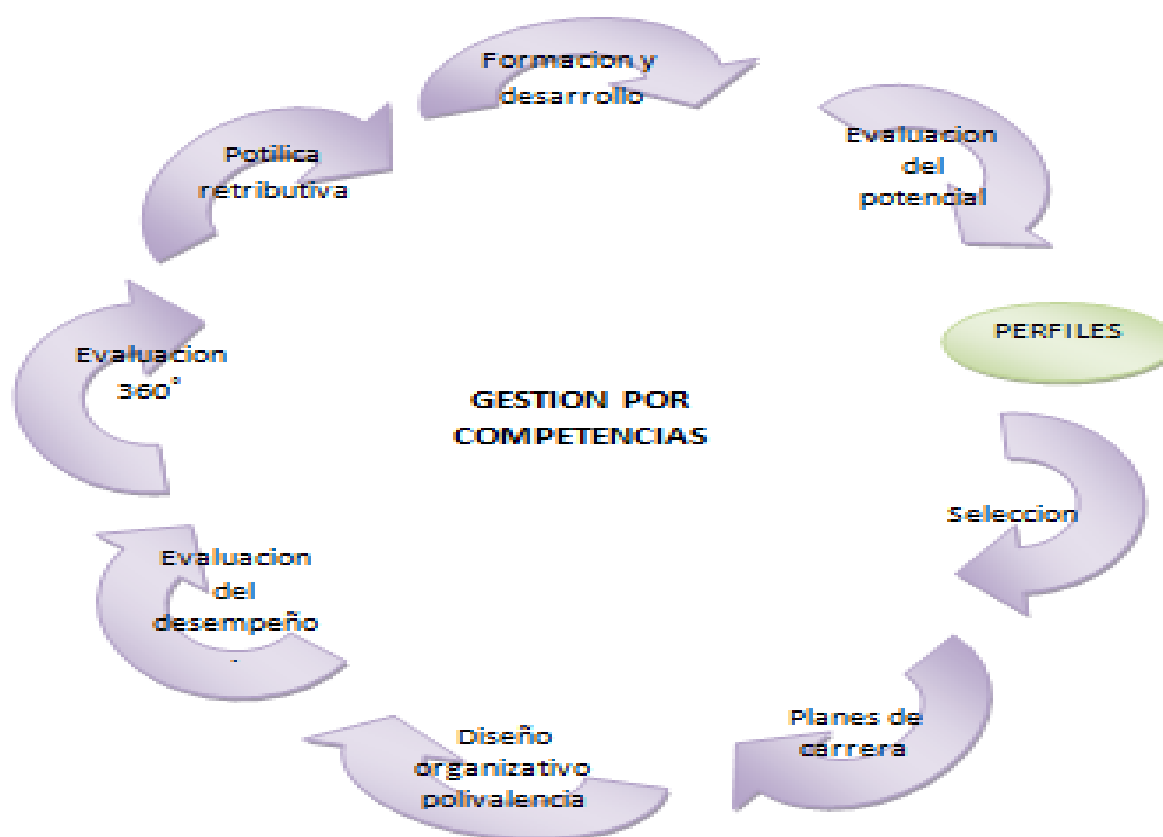 Formacion y
desarrollo
Evaluacion
del
potencial
Potilica
retributiva
PERFILES
Evaluacion
360°
GESTION POR
COMPETENCIAS
Seleccion
Evaluacion
del
desempeño
.
Planes de
carrera
Diseño
organizativo
polivalencia